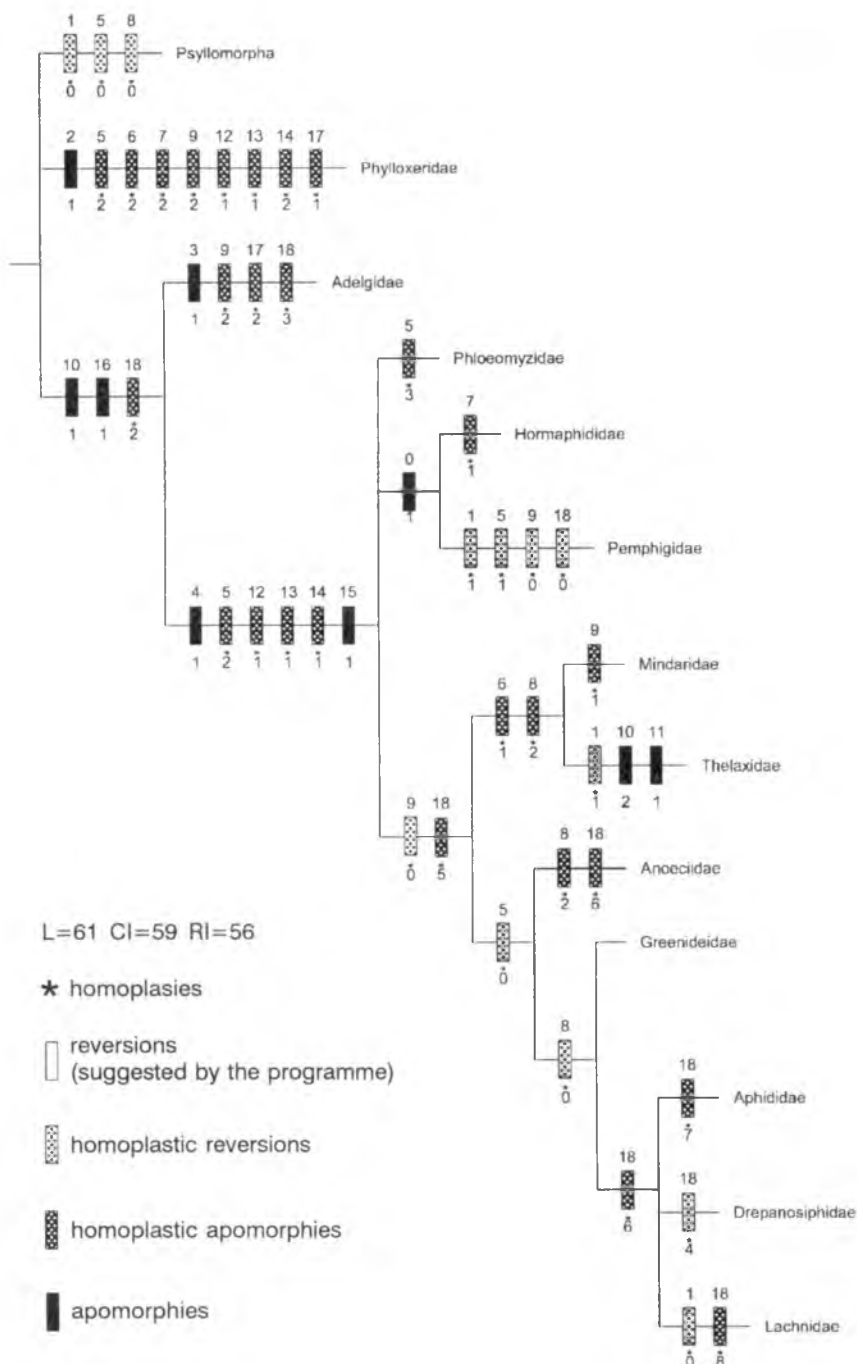 1 5 8
Psyllomorpha
* * *
0 0 0
2 5 6 7 9 12 13 14 17
Phylloxeridae
* * * * * * * *
1 2 2 2 2 1 1 2 1
3 9 17 18
Adelgidae
* * *
1 2 2 3
5
Phloeomyzidae
*
3
10 16 18
*
1 1 2
7
Hormaphididae
*
1
0
1
1 5 9 18
Pemphigidae
* * * *
1 1 0 0
4 5 12 13 14 15
* * * *
1 2 1 1 1 1
9
Mindaridae
*
1
6 8
* *
1 2
1 10 11
Thelaxidae
*
1 2 1
9 18
* *
0 5
8 18
Anoeciidae
* *
2 6
5
*
0
Greenideidae
8
*
0
18
Aphididae
*
7
18
*
6
18
Drepanosiphidae
*
4
1 18
Lachnidae
* *
0 8
L=61 CI=59 RI=56
* homoplasies
reversions
(suggested by the programme)
homoplastic reversions
homoplastic apomorphies
apomorphies